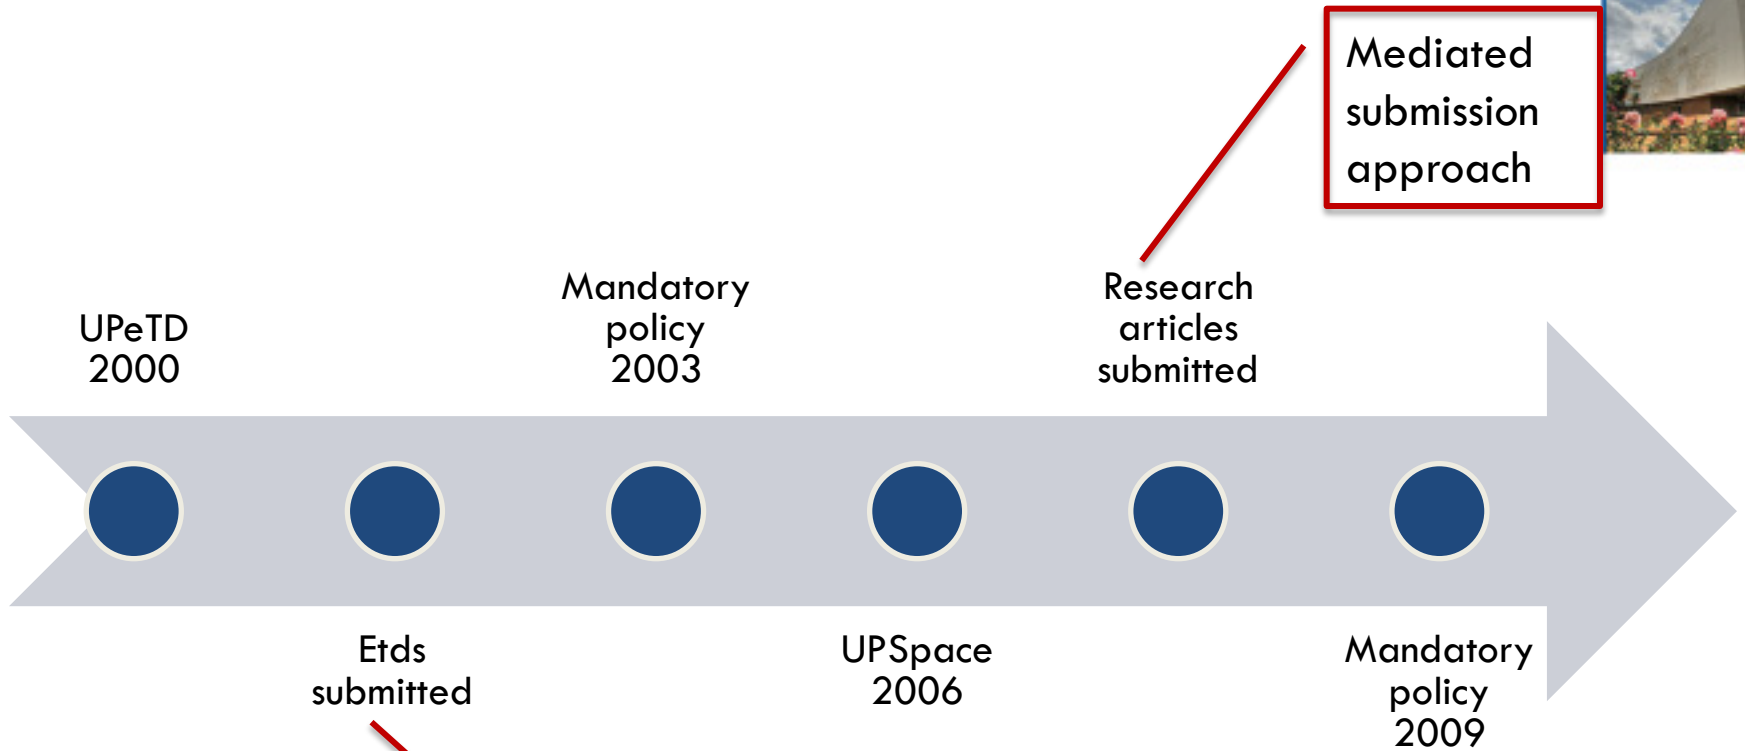 Mediated
submission
approach
UPeTD
2000
Mandatory
policy
2003
Research
articles
submitted
Etds
submitted
UPSpace
2006
Mandatory
policy
2009